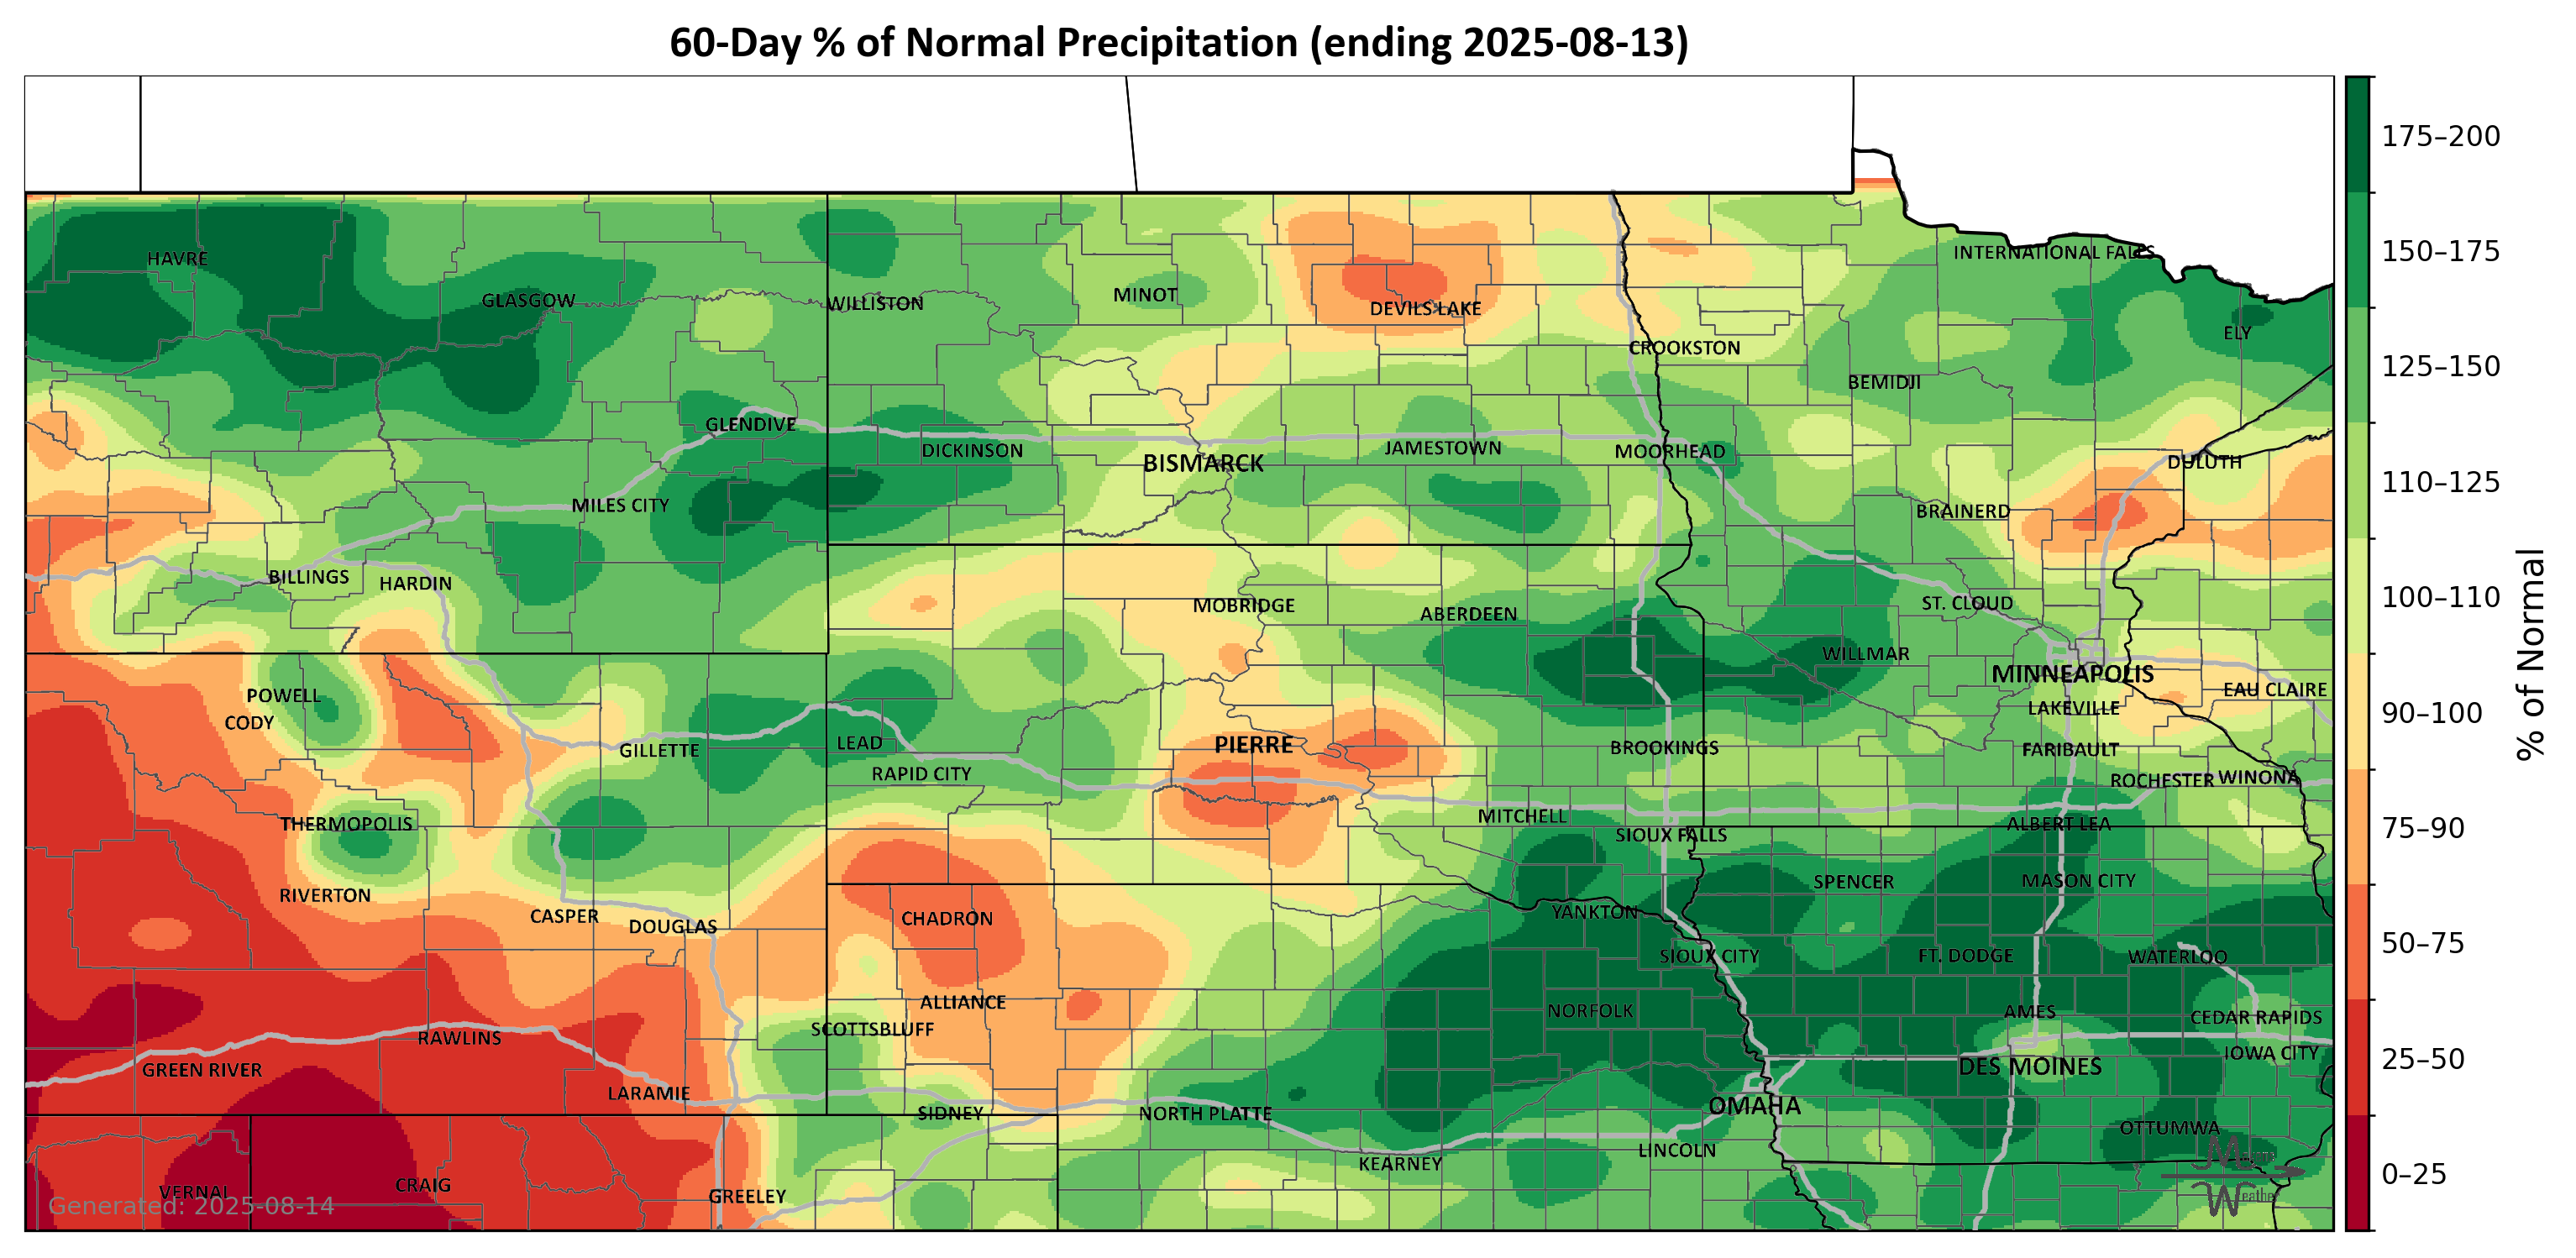 60-Day % of Normal Precipitation (ending 2025-08-13)
175–200
150–175
125–150
110–125
100–110
90–100
75–90
50–75
25–50
0–25
% of Normal
HAVRE
INTERNATIONAL FALLS
GLASGOW
WILLISTON
MINOT
DEVILS LAKE
ELY
CROOKSTON
BEMIDJI
GLENDIVE
DICKINSON
BISMARCK
JAMESTOWN
MOORHEAD
DULUTH
MILES CITY
BRAINERD
BILLINGS
HARDIN
MOBRIDGE
ABERDEEN
ST. CLOUD
WILLMAR
MINNEAPOLIS
EAU CLAIRE
POWELL
CODY
LAKEVILLE
GILLETTE
LEAD
PIERRE
BROOKINGS
FARIBAULT
RAPID CITY
ROCHESTER
WINONA
THERMOPOLIS
MITCHELL
SIOUX FALLS
ALBERT LEA
RIVERTON
SPENCER
MASON CITY
CASPER
DOUGLAS
CHADRON
YANKTON
SIOUX CITY
FT. DODGE
WATERLOO
ALLIANCE
NORFOLK
AMES
CEDAR RAPIDS
SCOTTSBLUFF
RAWLINS
IOWA CITY
GREEN RIVER
DES MOINES
LARAMIE
SIDNEY
NORTH PLATTE
OMAHA
OTTUMWA
LINCOLN
KEARNEY
VERNAL
CRAIG
GREELEY
Generated: 2025-08-14